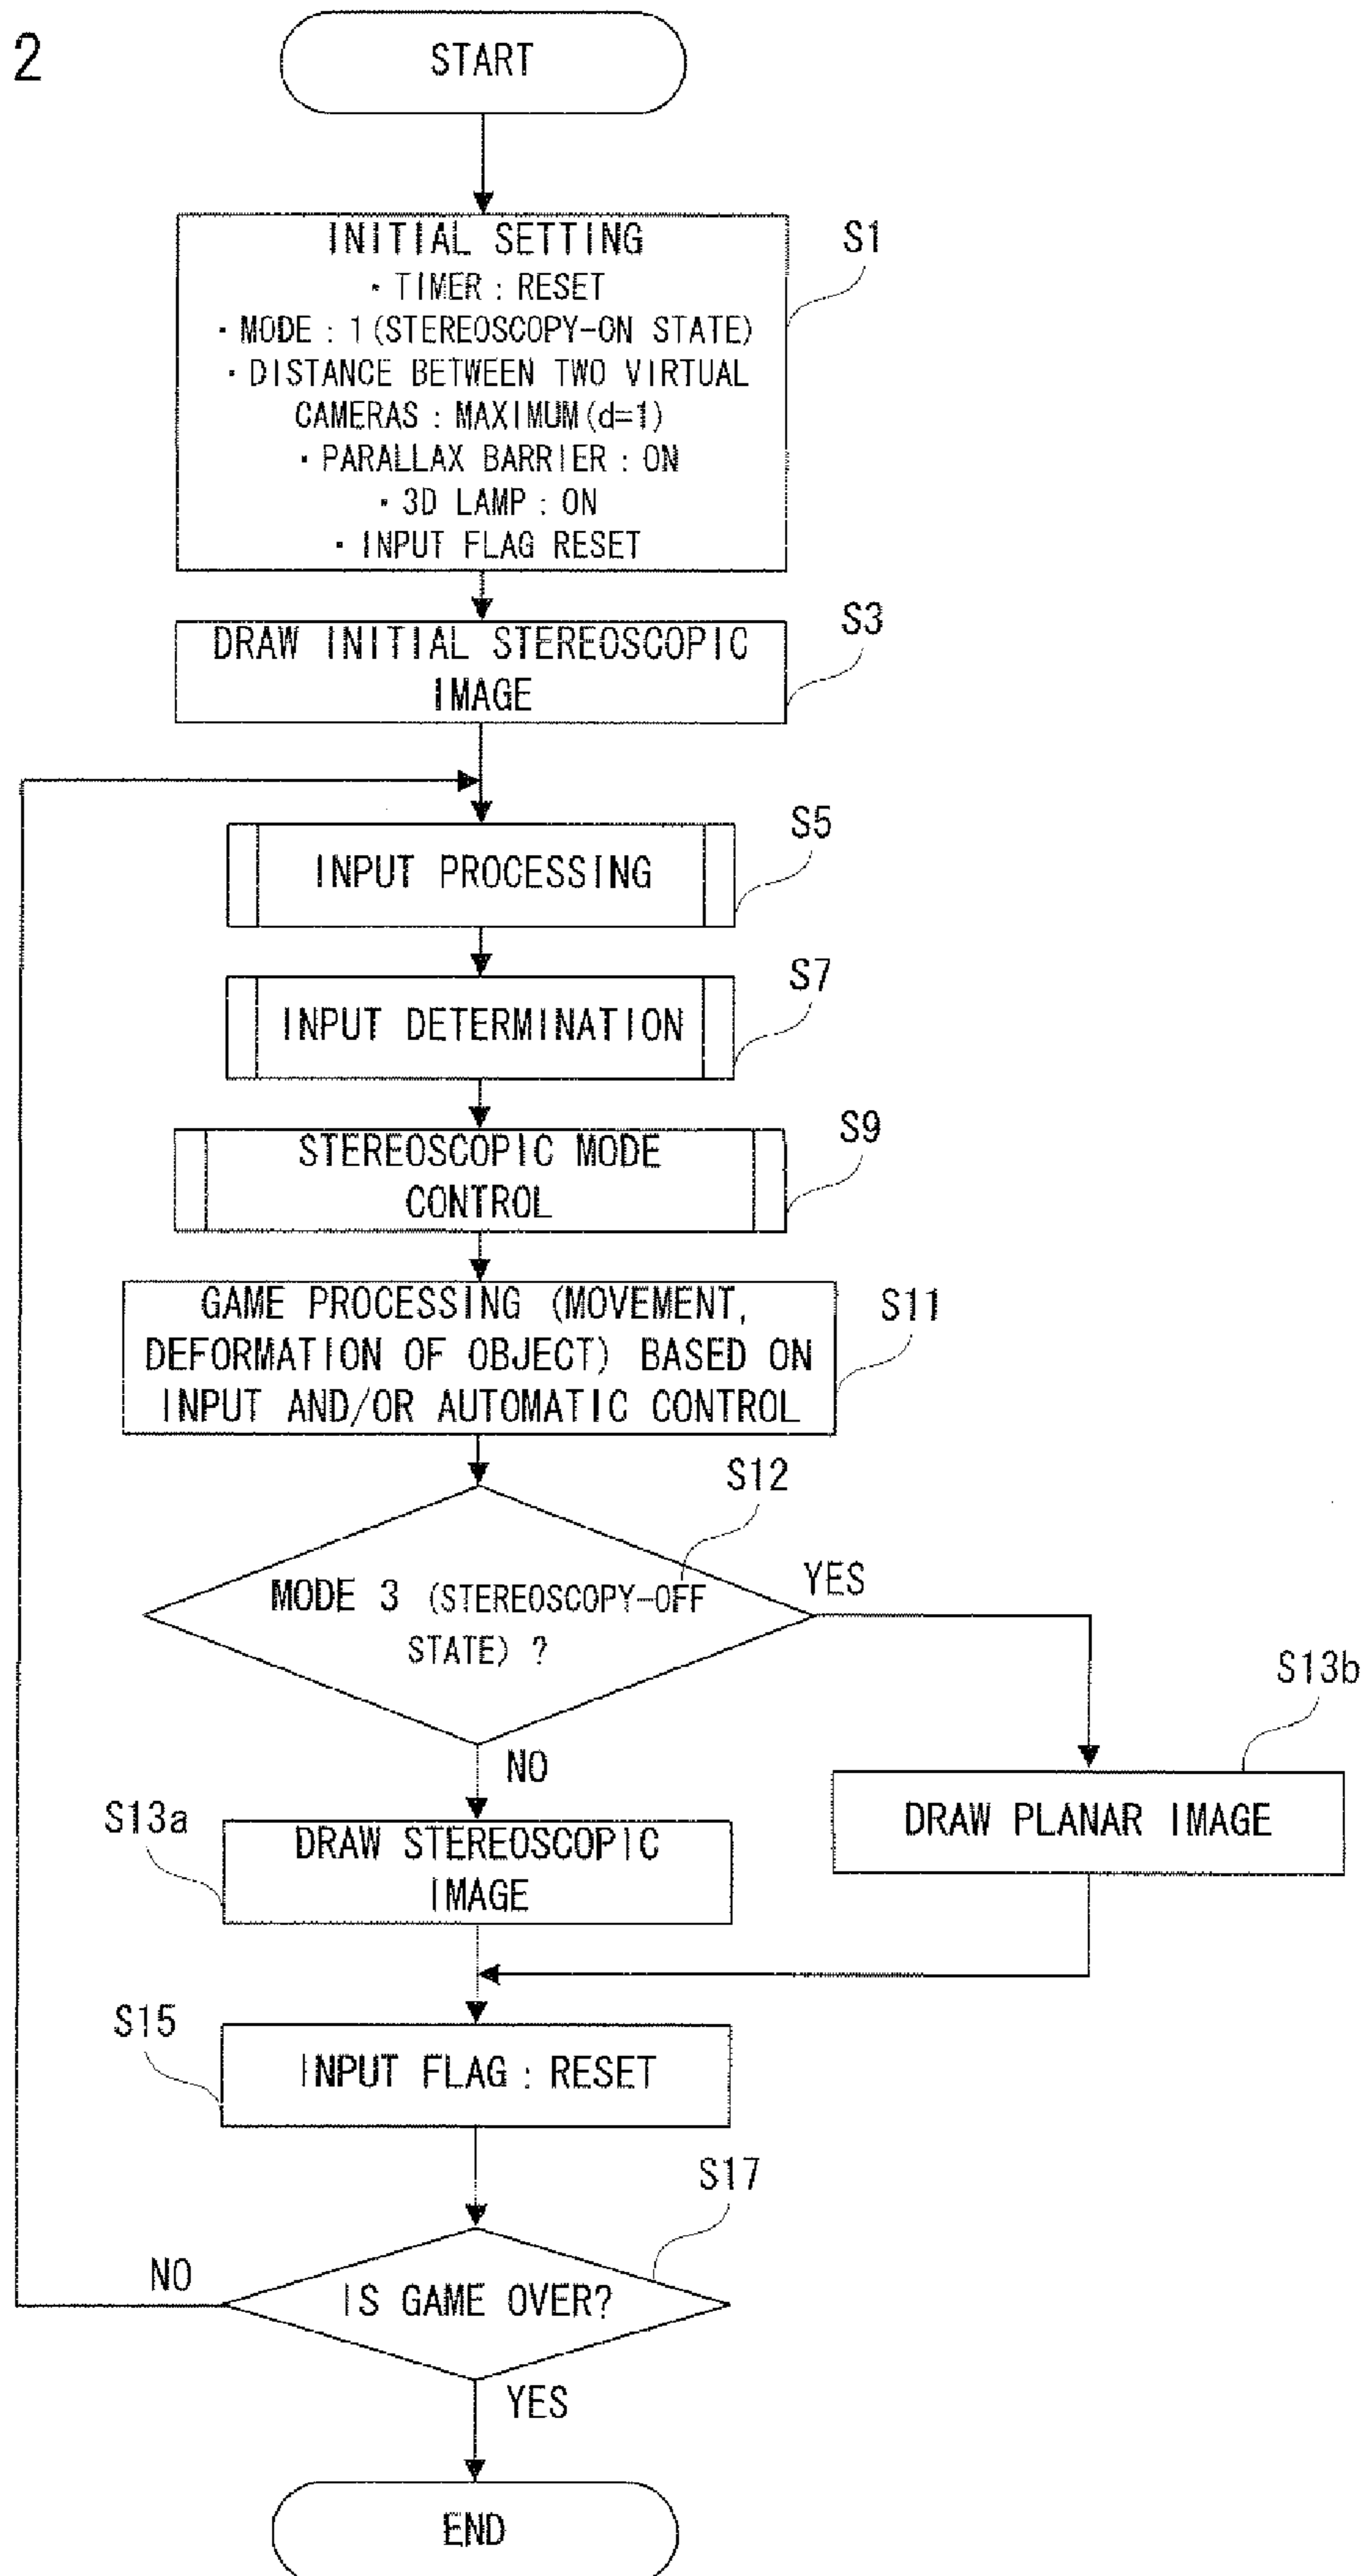 2
START
INITIAL SETTING
・TIMER : RESET
・MODE : 1 (STEREOSCOPY-ON STATE)
・DISTANCE BETWEEN TWO VIRTUAL
CAMERAS : MAXIMUM (d=1)
・PARALLAX BARRIER : ON
・3D LAMP : ON
・INPUT FLAG RESET
S1
DRAW INITIAL STEREOSCOPIC
IMAGE
S3
INPUT PROCESSING
S5
INPUT DETERMINATION
S7
STEREOSCOPIC MODE
CONTROL
S9
GAME PROCESSING (MOVEMENT,
DEFORMATION OF OBJECT) BASED ON
INPUT AND/OR AUTOMATIC CONTROL
S11
S12
MODE 3 (STEREOSCOPY-OFF
STATE) ?
YES
NO
S13b
DRAW PLANAR IMAGE
S13a
DRAW STEREOSCOPIC
IMAGE
S15
INPUT FLAG : RESET
S17
IS GAME OVER?
NO
YES
END